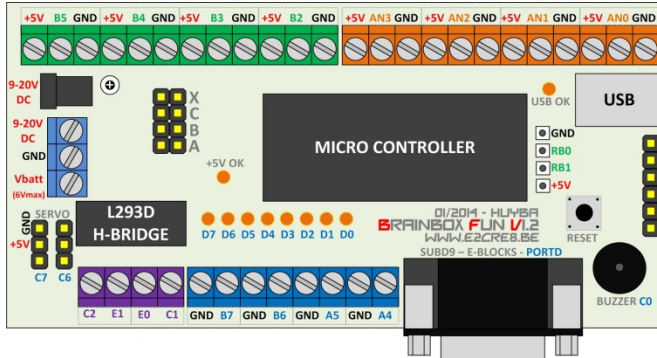 +5V B5 GND +5V B4 GND +5V B3 GND +5V B2 GND +5V AN3 GND +5V AN2 GND +5V AN1 GND +5V AN0 GND
9-20V
DC
USB OK
USB
9-20V
DC
GND
Vbatt
(6Vmax)
X
C
B
A
+5V OK
MICRO CONTROLLER
GND
RB0
RB1
+5V
GND
SERVO
+5V
C7 C6
L293D
H-BRIDGE
D7 D6 D5 D4 D3 D2 D1 D0
01/2014 - HUYBA
BRAINBOX FUN V1.2
WWW.E2CRE8.BE
SUBD9 – E-BLOCKS - PORTD
RESET
BUZZER C0
C2 E1 E0 C1
GND B7 GND B6 GND A5 GND A4